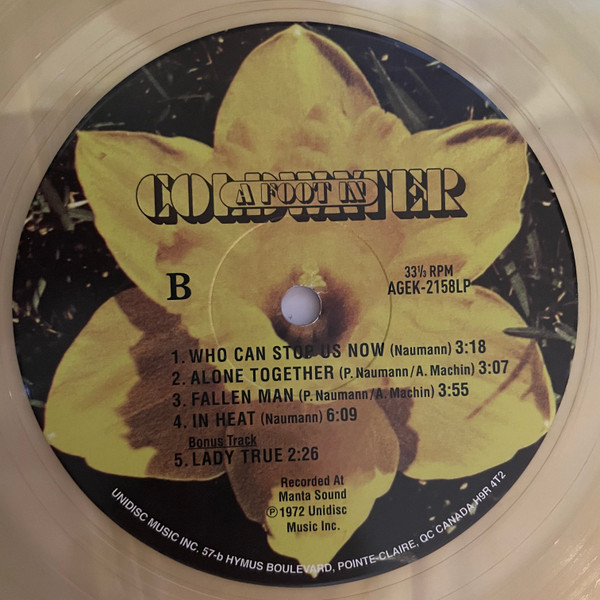 A FOOT IN
COLDWATER
B
33⅓ RPM
AGEK-2158LP
1. WHO CAN STOP US NOW (Naumann) 3:18
2. ALONE TOGETHER (P. Naumann/A. Machin) 3:07
3. FALLEN MAN (P. Naumann/A. Machin) 3:55
4. IN HEAT (Naumann) 6:09
Bonus Track
5. LADY TRUE 2:26
Recorded At
Manta Sound
℗ 1972 Unidisc
Music Inc.
UNIDISC MUSIC INC. 57-b HYMUS BOULEVARD, POINTE-CLAIRE, QC CANADA H9R 4T2